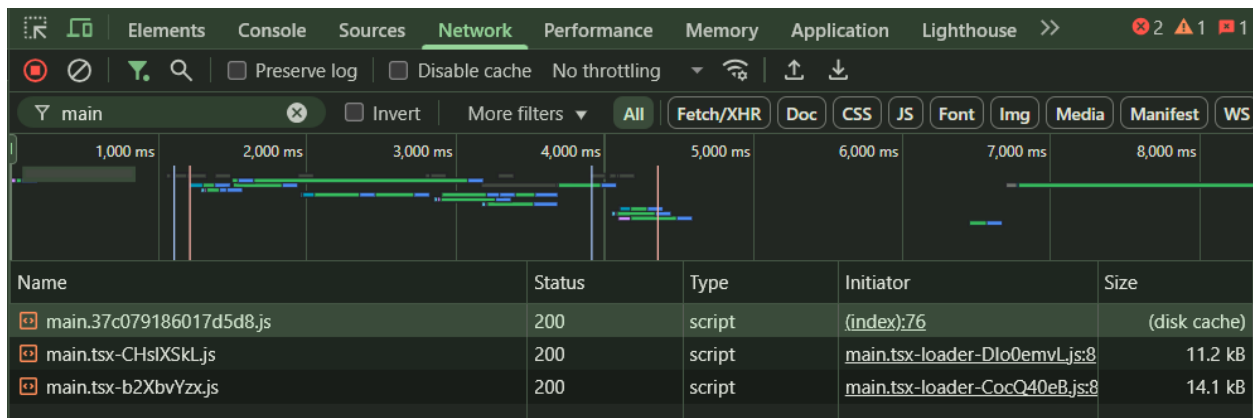 Elements Console Sources Network Performance Memory Application Lighthouse 2 1 1
Preserve log Disable cache No throttling
main Invert More filters All Fetch/XHR Doc CSS JS Font Img Media Manifest WS
1,000 ms 2,000 ms 3,000 ms 4,000 ms 5,000 ms 6,000 ms 7,000 ms 8,000 ms
Name Status Type Initiator Size
main.37c079186017d5d8.js 200 script (index):76 (disk cache)
main.tsx-CHsIXSkL.js 200 script main.tsx-loader-DIo0emvL.js:8 11.2 kB
main.tsx-b2XbvYzx.js 200 script main.tsx-loader-CocQ40eB.js:8 14.1 kB